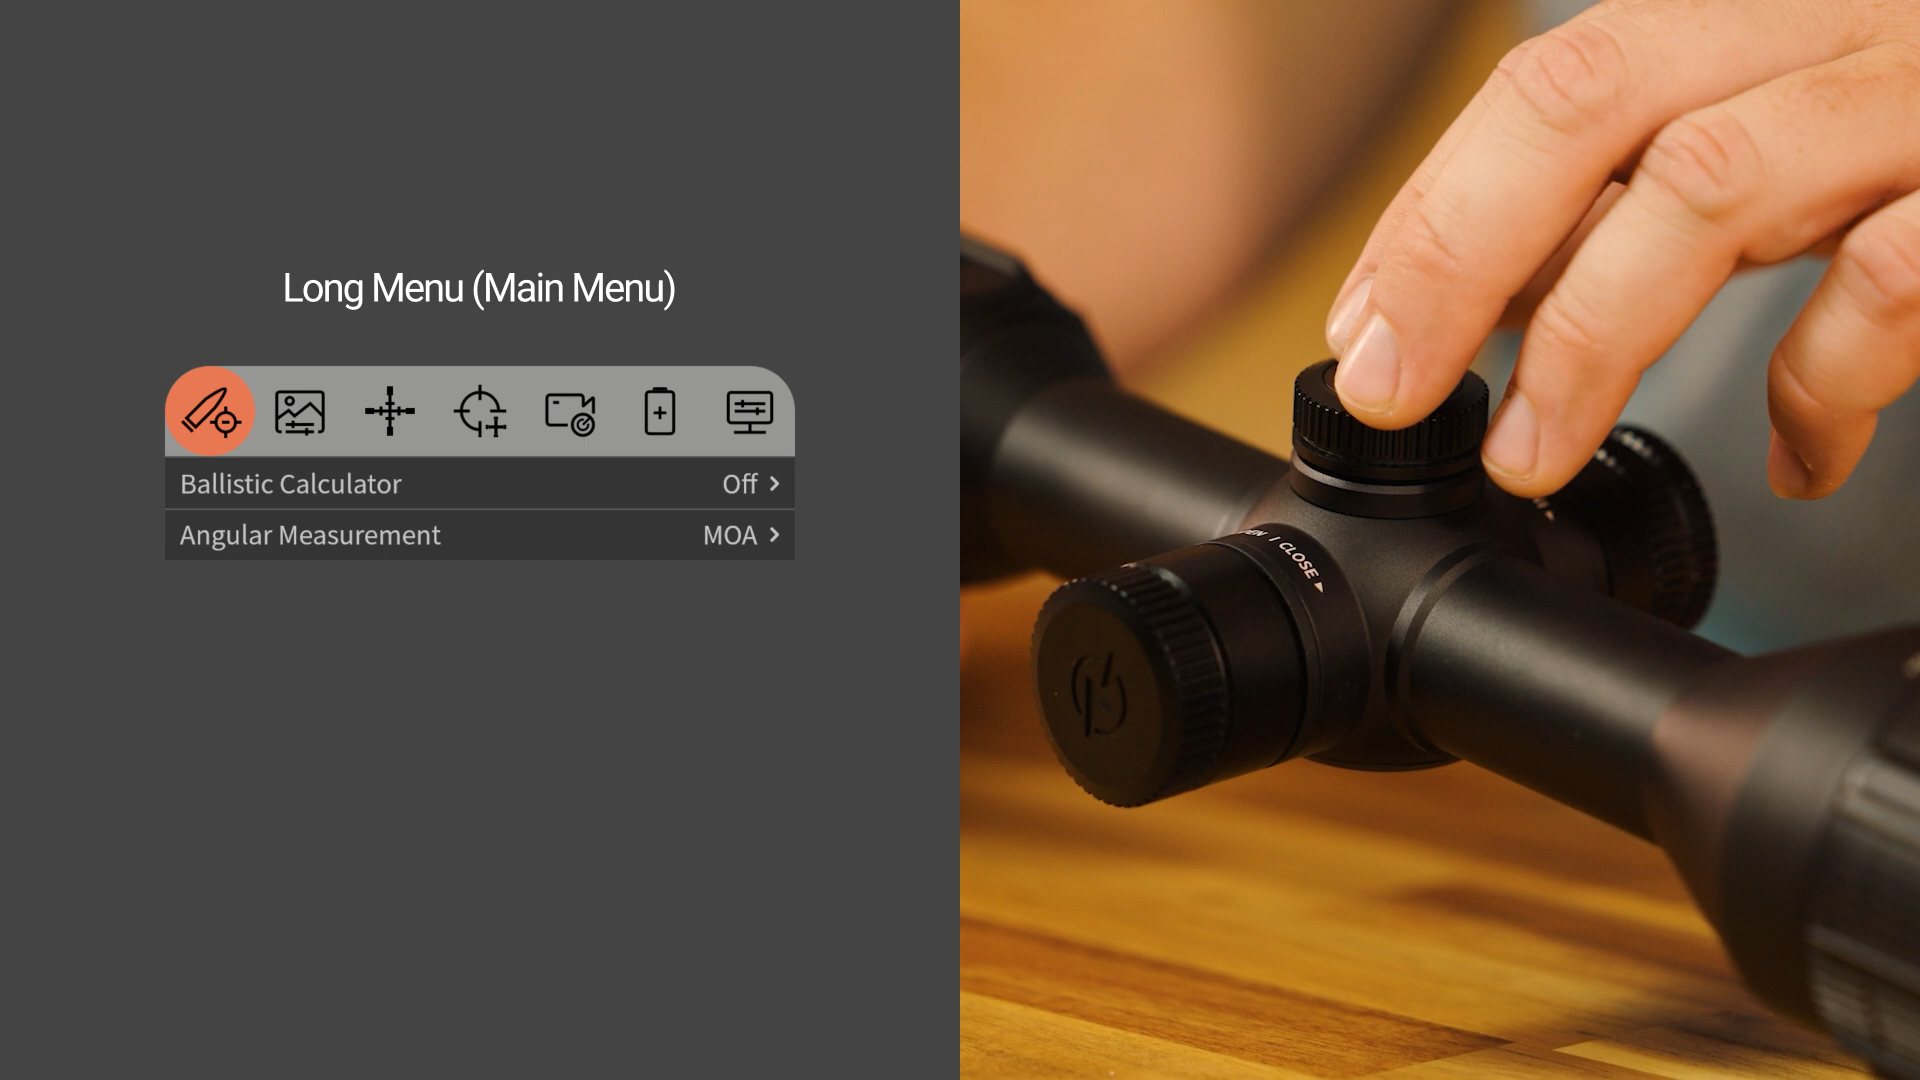 Long Menu (Main Menu)
Ballistic Calculator Off >
Angular Measurement MOA >
| CLOSE ▶